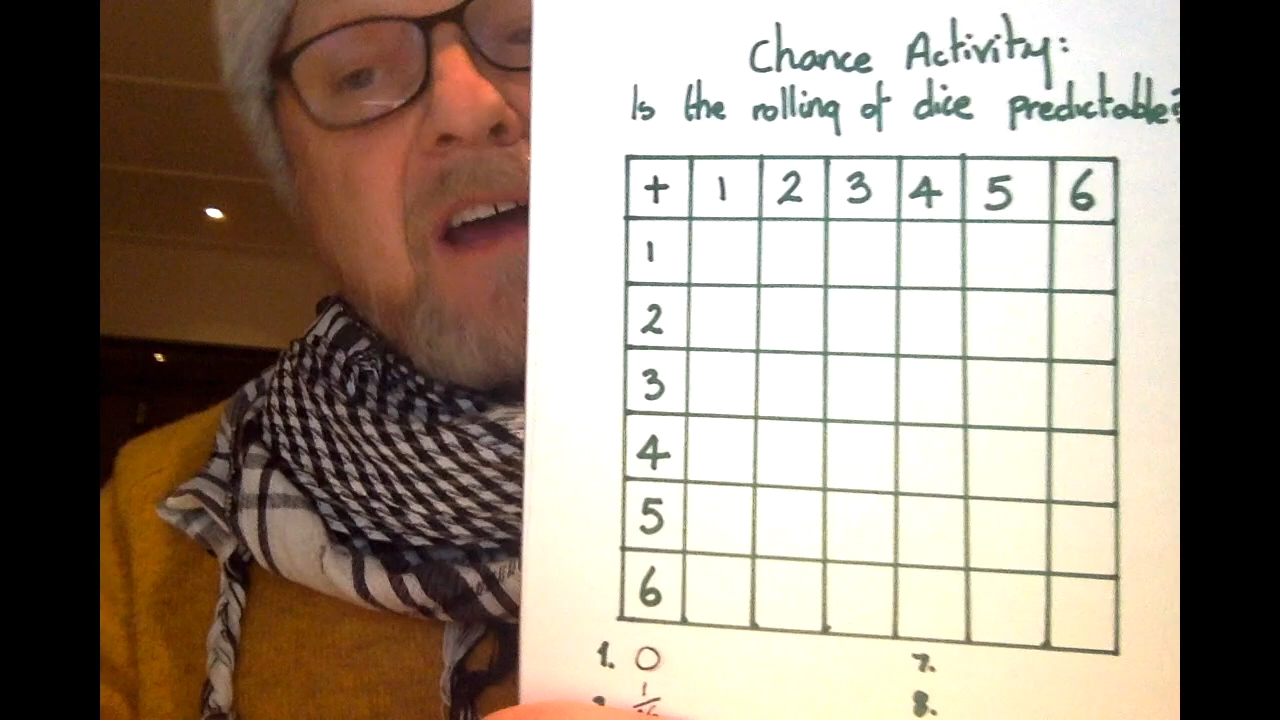 Chance Activity:
Is the rolling of dice predictable?
+ 1 2 3 4 5 6
1
2
3
4
5
6
1. 0 7.
8.